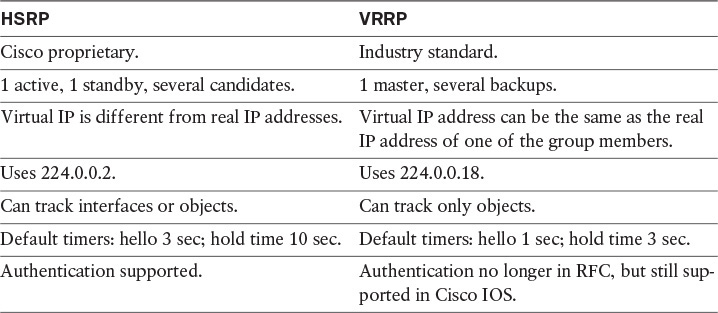 HSRP VRRP
Cisco proprietary. Industry standard.
1 active, 1 standby, several candidates. 1 master, several backups.
Virtual IP is different from real IP addresses. Virtual IP address can be the same as the real
IP address of one of the group members.
Uses 224.0.0.2. Uses 224.0.0.18.
Can track interfaces or objects. Can track only objects.
Default timers: hello 3 sec; hold time 10 sec. Default timers: hello 1 sec; hold time 3 sec.
Authentication supported. Authentication no longer in RFC, but still sup-
ported in Cisco IOS.